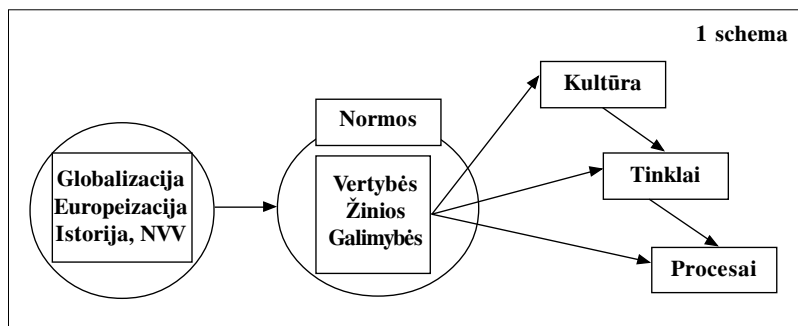 1 schema
Kultūra
Normos
Globalizacija
Europeizacija
Istorija, NVV
Vertybės
Žinios
Galimybės
Tinklai
Procesai